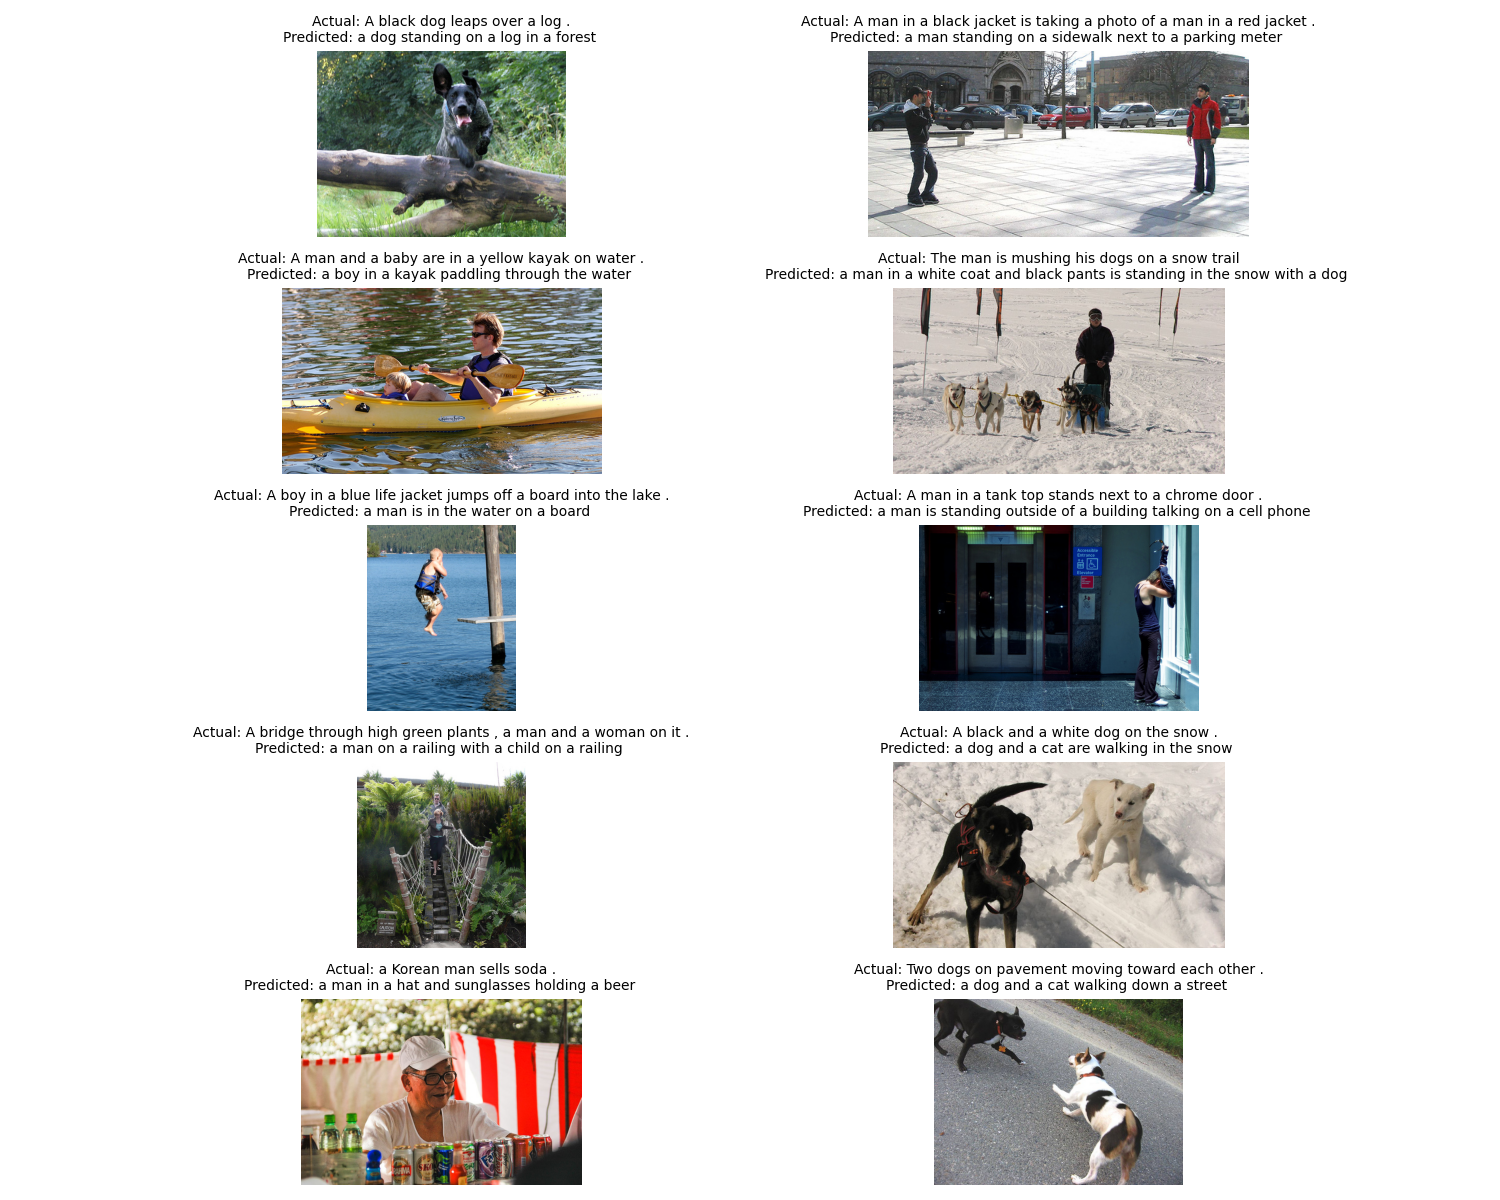 Actual: A black dog leaps over a log .
Predicted: a dog standing on a log in a forest
Actual: A man in a black jacket is taking a photo of a man in a red jacket .
Predicted: a man standing on a sidewalk next to a parking meter
Actual: A man and a baby are in a yellow kayak on water .
Predicted: a boy in a kayak paddling through the water
Actual: The man is mushing his dogs on a snow trail
Predicted: a man in a white coat and black pants is standing in the snow with a dog
Actual: A boy in a blue life jacket jumps off a board into the lake .
Predicted: a man is in the water on a board
Actual: A man in a tank top stands next to a chrome door .
Predicted: a man is standing outside of a building talking on a cell phone
Accessible
Entrance
Elevator
Actual: A bridge through high green plants , a man and a woman on it .
Predicted: a man on a railing with a child on a railing
Actual: A black and a white dog on the snow .
Predicted: a dog and a cat are walking in the snow
Actual: a Korean man sells soda .
Predicted: a man in a hat and sunglasses holding a beer
Actual: Two dogs on pavement moving toward each other .
Predicted: a dog and a cat walking down a street